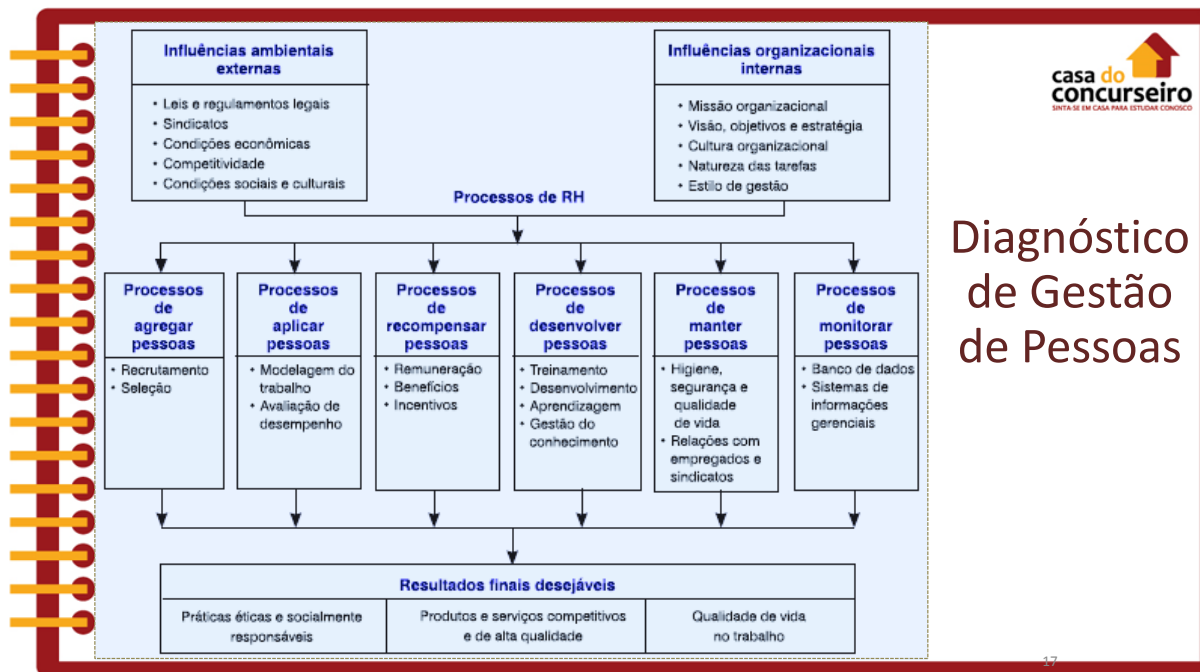 Influências ambientais
externas
• Leis e regulamentos legais
• Sindicatos
• Condições econômicas
• Competitividade
• Condições sociais e culturais
Influências organizacionais
internas
• Missão organizacional
• Visão, objetivos e estratégia
• Cultura organizacional
• Natureza das tarefas
• Estilo de gestão
casa do
concurseiro
SINTA-SE EM CASA PARA ESTUDAR CONOSCO
Processos de RH
Diagnóstico
de Gestão
de Pessoas
Processos
de
agregar
pessoas
• Recrutamento
• Seleção
Processos
de
aplicar
pessoas
• Modelagem do
trabalho
• Avaliação de
desempenho
Processos
de
recompensar
pessoas
• Remuneração
• Benefícios
• Incentivos
Processos
de
desenvolver
pessoas
• Treinamento
• Desenvolvimento
• Aprendizagem
• Gestão do
conhecimento
Processos
de
manter
pessoas
• Higiene,
segurança e
qualidade
de vida
• Relações com
empregados e
sindicatos
Processos
de
monitorar
pessoas
• Banco de dados
• Sistemas de
informações
gerenciais
Resultados finais desejáveis
Práticas éticas e socialmente
responsáveis
Produtos e serviços competitivos
e de alta qualidade
Qualidade de vida
no trabalho
17